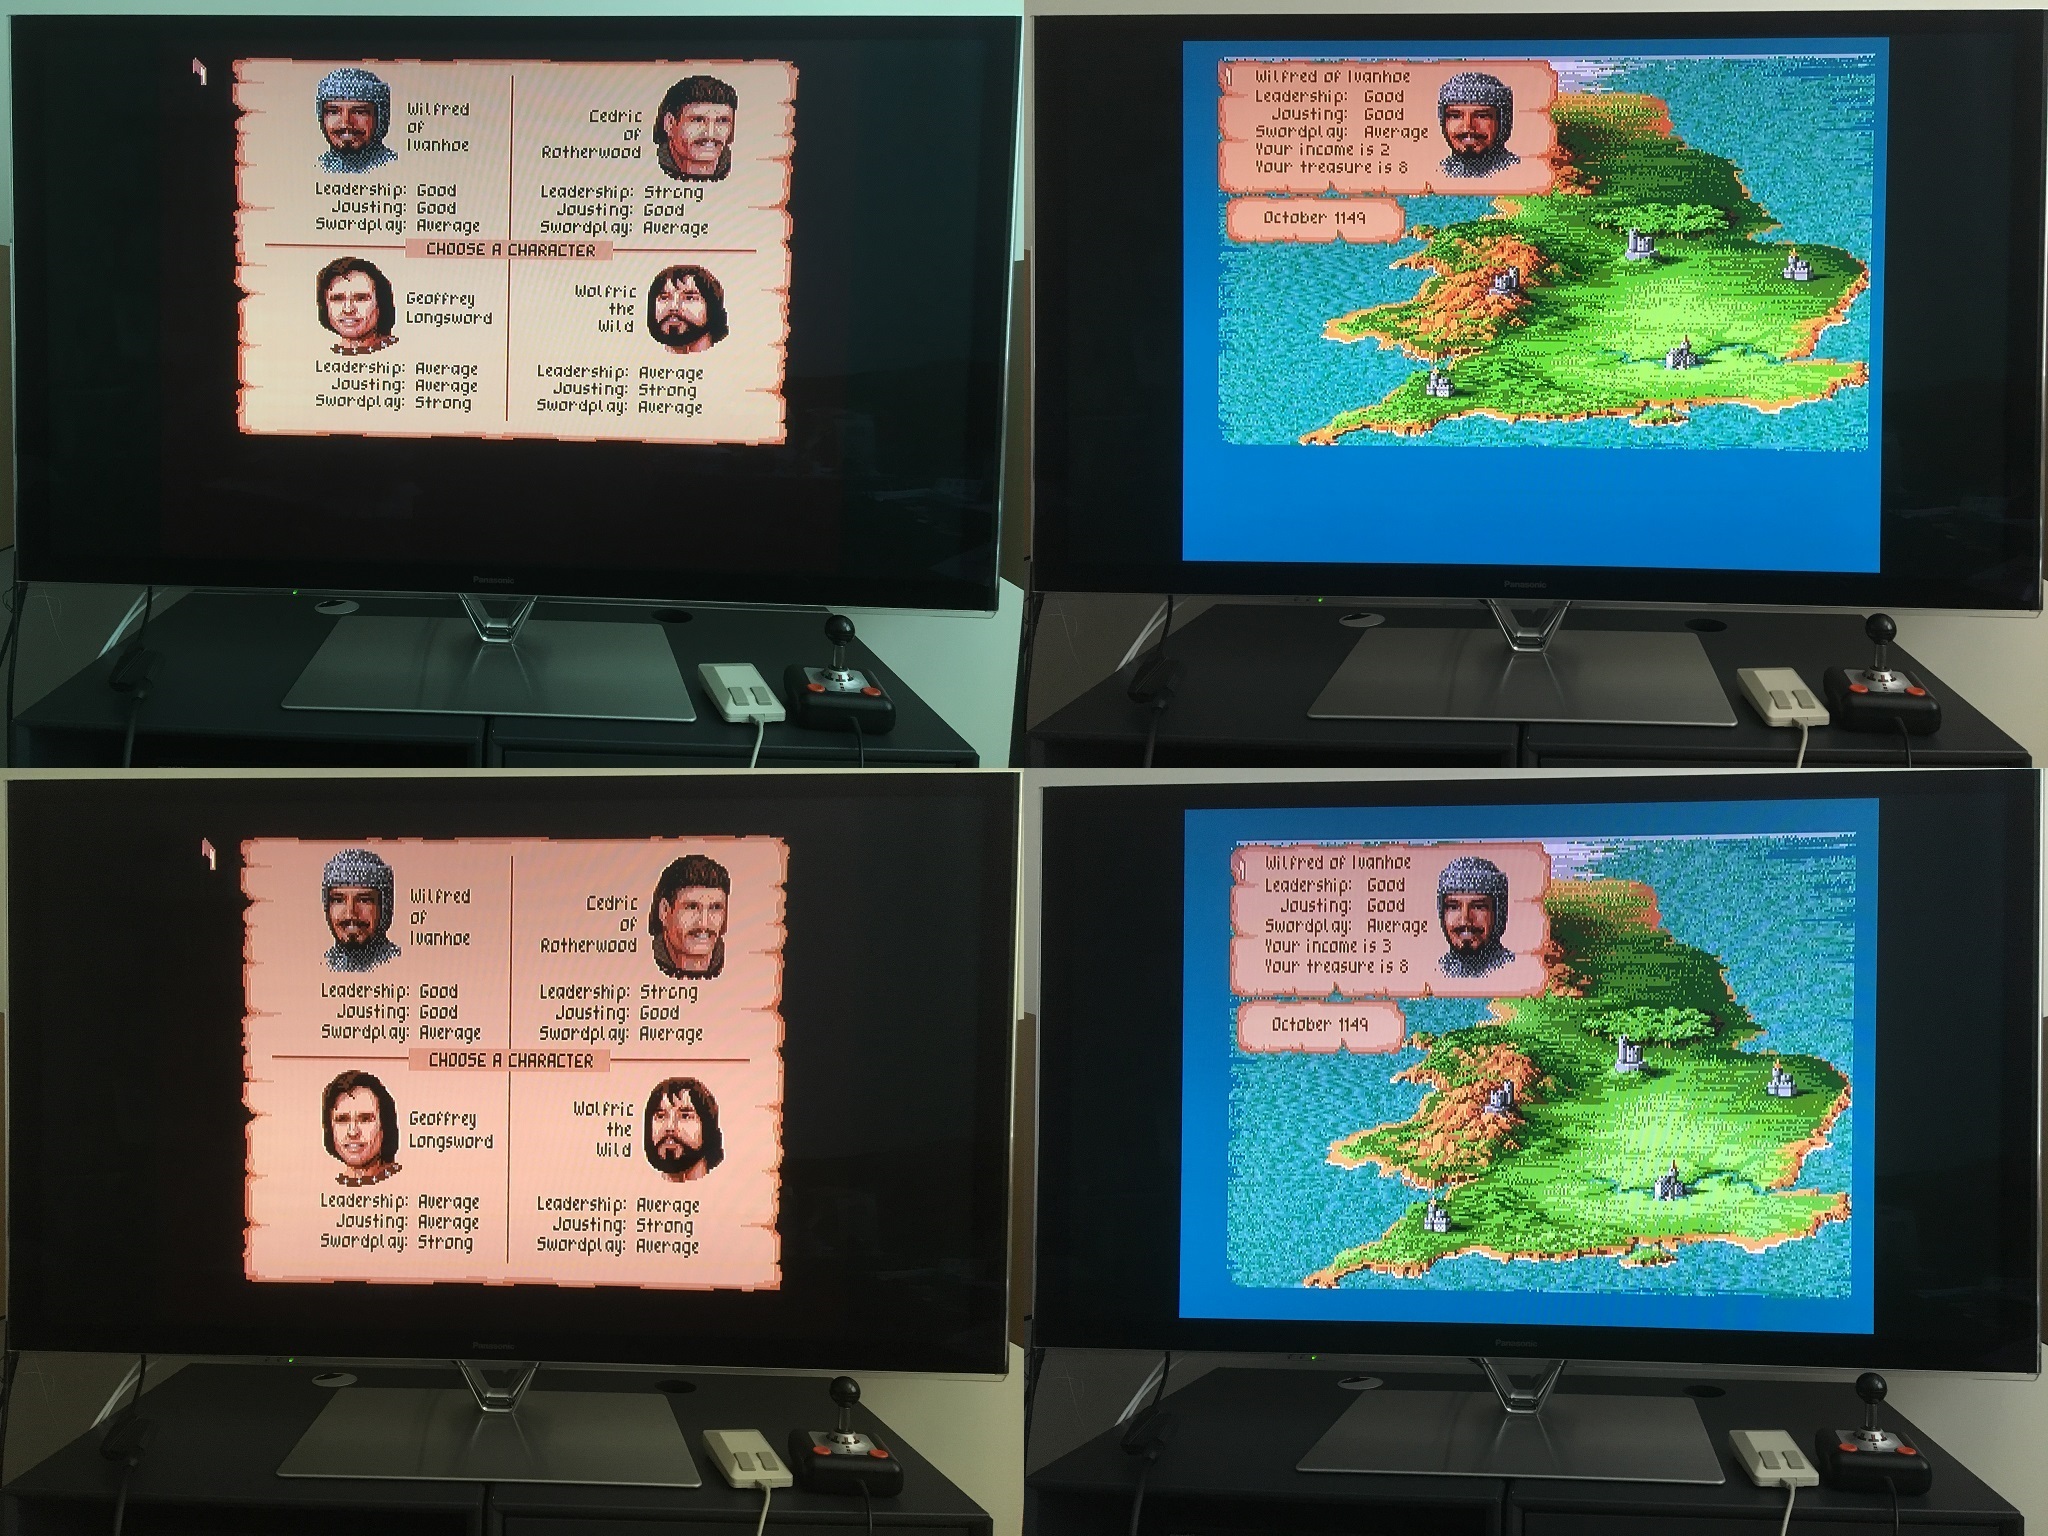 Wilfred
of
Ivanhoe
Leadership: Good
Jousting: Good
Swordplay: Average
Cedric
of
Rotherwood
Leadership: Strong
Jousting: Good
Swordplay: Average
CHOOSE A CHARACTER
Geoffrey
Longsword
Leadership: Average
Jousting: Average
Swordplay: Strong
Wolfric
the
Wild
Leadership: Average
Jousting: Strong
Swordplay: Average
Panasonic
Wilfred of Ivanhoe
Leadership: Good
Jousting: Good
Swordplay: Average
Your income is 2
Your treasure is 8
October 1149
Panasonic
Wilfred
of
Ivanhoe
Leadership: Good
Jousting: Good
Swordplay: Average
Cedric
of
Rotherwood
Leadership: Strong
Jousting: Good
Swordplay: Average
CHOOSE A CHARACTER
Geoffrey
Longsword
Leadership: Average
Jousting: Average
Swordplay: Strong
Wolfric
the
Wild
Leadership: Average
Jousting: Strong
Swordplay: Average
Panasonic
Wilfred of Ivanhoe
Leadership: Good
Jousting: Good
Swordplay: Average
Your income is 3
Your treasure is 8
October 1149
Panasonic